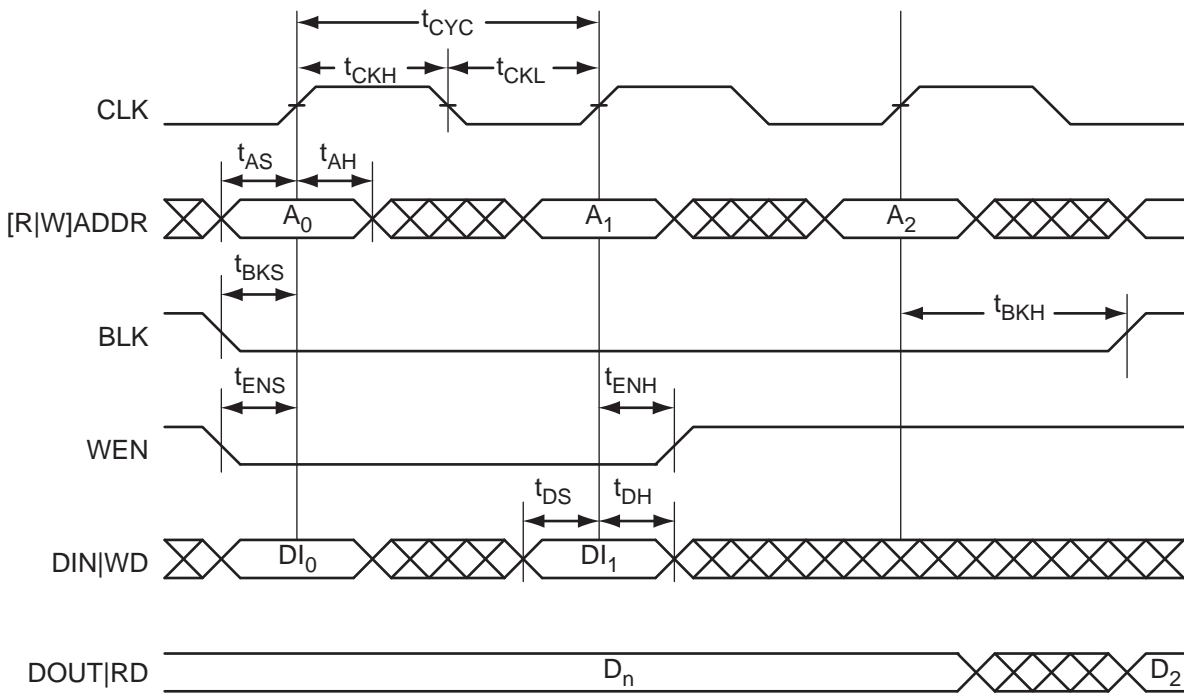 tCYC
tCKH tCKL
CLK
tAS tAH
[R|W]ADDR A0 A1 A2
tBKS tBKH
BLK
tENS tENH
WEN
tDS tDH
DIN|WD DI0 DI1
DOUT|RD Dn D2